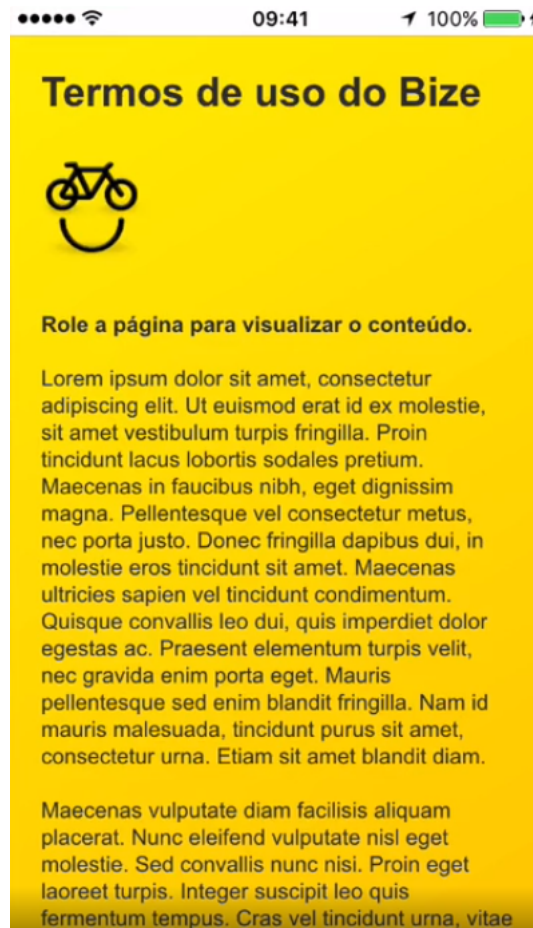 09:41
100%
Termos de uso do Bize
Role a página para visualizar o conteúdo.
Lorem ipsum dolor sit amet, consectetur
adipiscing elit. Ut euismod erat id ex molestie,
sit amet vestibulum turpis fringilla. Proin
tincidunt lacus lobortis sodales pretium.
Maecenas in faucibus nibh, eget dignissim
magna. Pellentesque vel consectetur metus,
nec porta justo. Donec fringilla dapibus dui, in
molestie eros tincidunt sit amet. Maecenas
ultricies sapien vel tincidunt condimentum.
Quisque convallis leo dui, quis imperdiet dolor
egestas ac. Praesent elementum turpis velit,
nec gravida enim porta eget. Mauris
pellentesque sed enim blandit fringilla. Nam id
mauris malesuada, tincidunt purus sit amet,
consectetur urna. Etiam sit amet blandit diam.
Maecenas vulputate diam facilisis aliquam
placerat. Nunc eleifend vulputate nisl eget
molestie. Sed convallis nunc nisi. Proin eget
laoreet turpis. Integer suscipit leo quis
fermentum tempus. Cras vel tincidunt urna, vitae